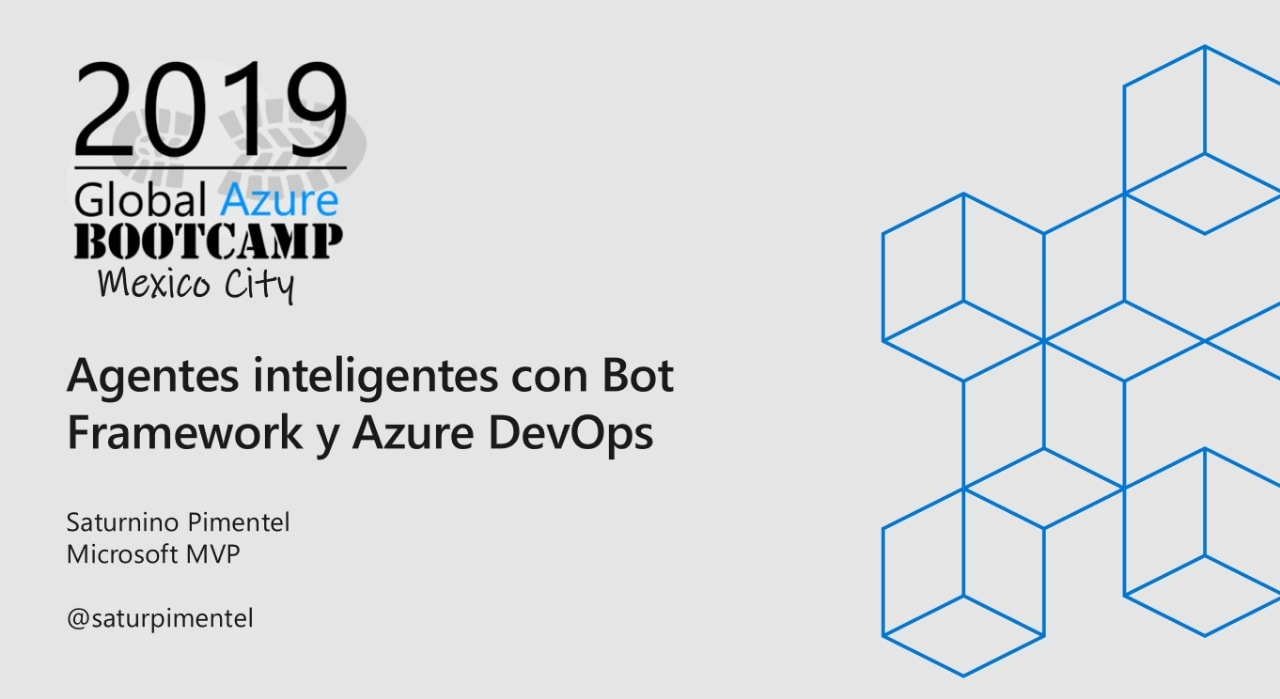 2019
Global Azure
BOOTCAMP
Mexico City
Agentes inteligentes con Bot
Framework y Azure DevOps
Saturnino Pimentel
Microsoft MVP
@saturpimentel